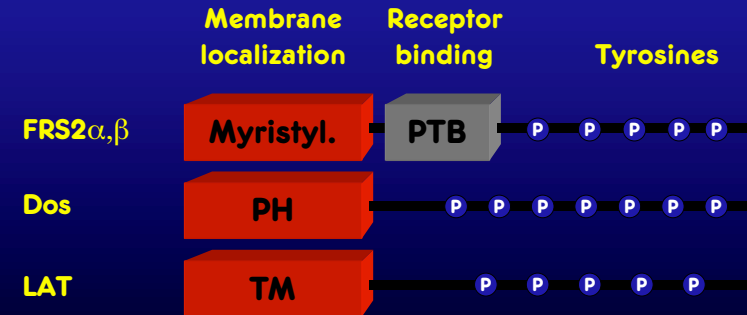 Membrane localization
Receptor binding
Tyrosines
FRS2α,β Myristyl. PTB P P P P P
Dos PH P P P P P P P
LAT TM P P P P P